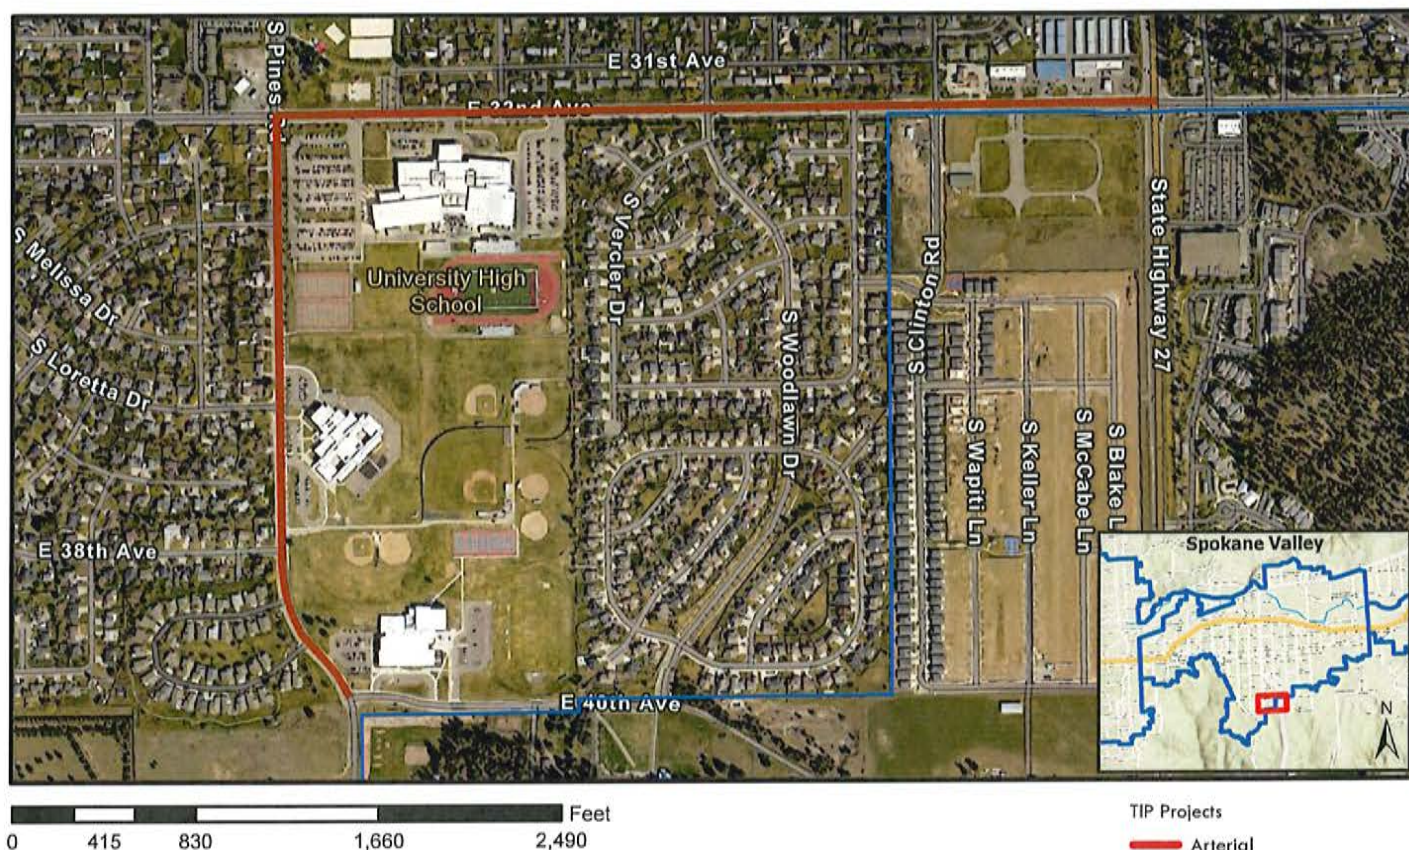 S Pines
E 31st Ave
E 32nd Ave
S Melissa Dr
S Loretta Dr
University High
School
S Vercler Dr
S Woodlawn Dr
S Clinton Rd
State Highway 27
S Wapiti Ln
S Keller Ln
S McCabe Ln
S Blake L
E 38th Ave
E 40th Ave
Spokane Valley
N
Feet
0 415 830 1,660 2,490
TIP Projects
Arterial